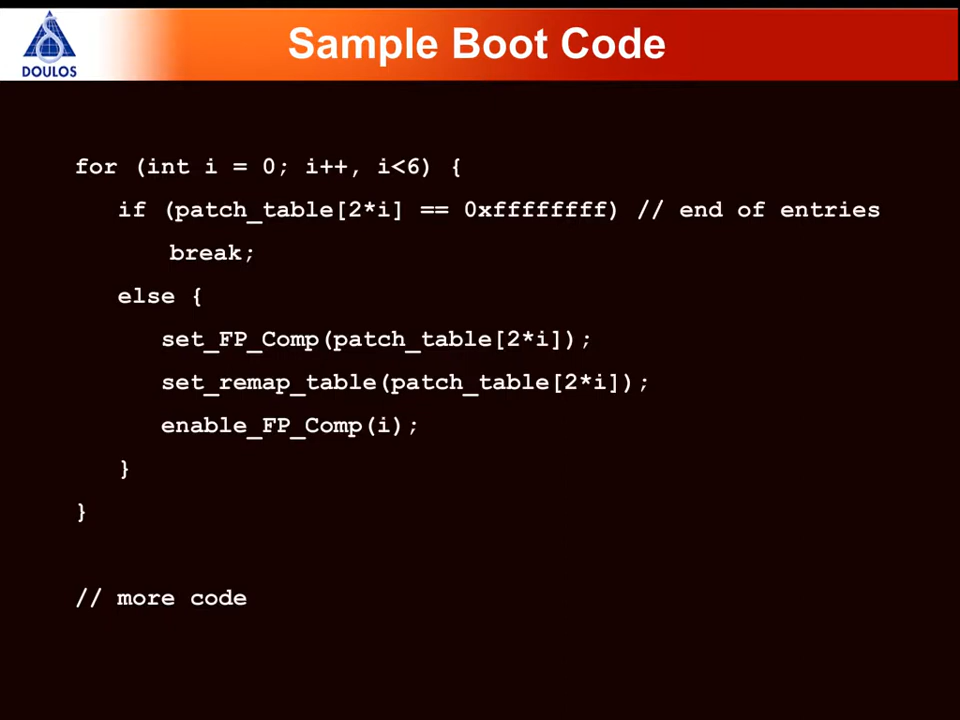 DOULOS
Sample Boot Code
for (int i = 0; i++, i<6) {
if (patch_table[2*i] == 0xffffffff) // end of entries
break;
else {
set_FP_Comp(patch_table[2*i]);
set_remap_table(patch_table[2*i]);
enable_FP_Comp(i);
}
}
// more code